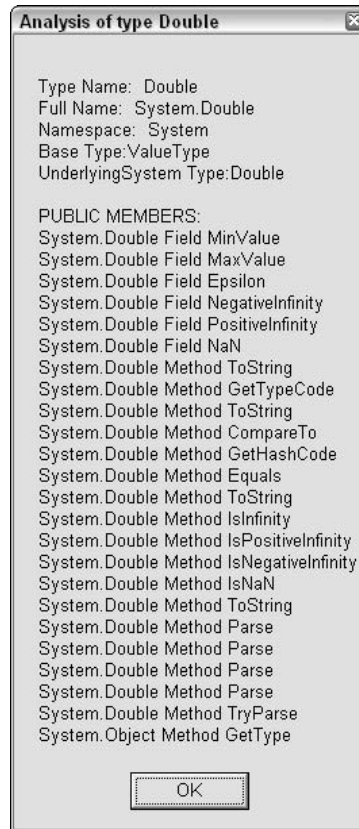 Analysis of type Double
Type Name: Double
Full Name: System.Double
Namespace: System
Base Type:ValueType
UnderlyingSystem Type:Double
PUBLIC MEMBERS:
System.Double Field MinValue
System.Double Field MaxValue
System.Double Field Epsilon
System.Double Field NegativeInfinity
System.Double Field PositiveInfinity
System.Double Field NaN
System.Double Method ToString
System.Double Method GetTypeCode
System.Double Method ToString
System.Double Method CompareTo
System.Double Method GetHashCode
System.Double Method Equals
System.Double Method ToString
System.Double Method IsInfinity
System.Double Method IsPositiveInfinity
System.Double Method IsNegativeInfinity
System.Double Method IsNaN
System.Double Method ToString
System.Double Method Parse
System.Double Method Parse
System.Double Method Parse
System.Double Method Parse
System.Double Method TryParse
System.Object Method GetType
OK